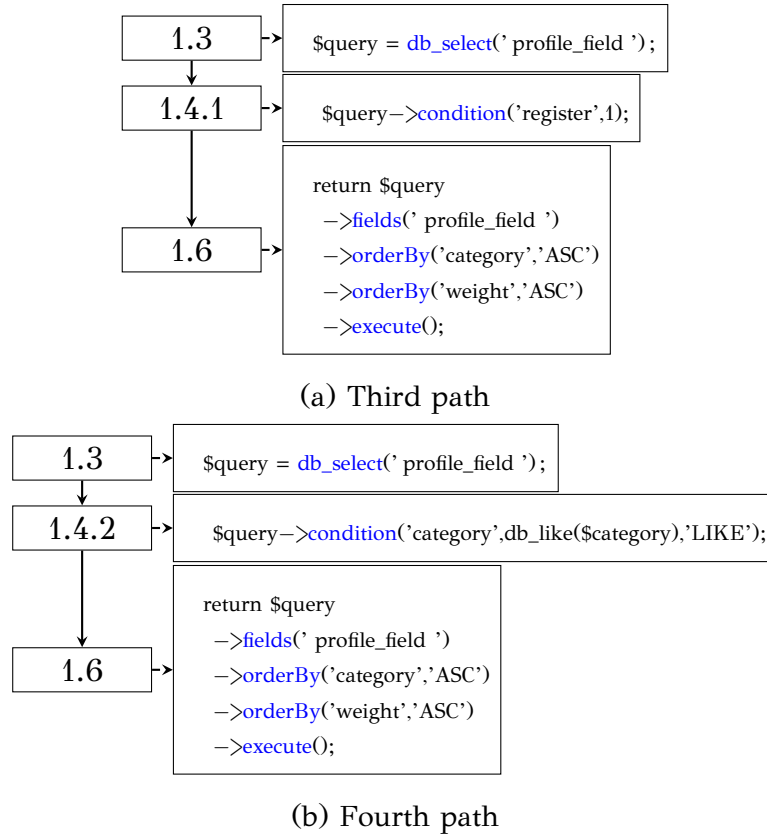 1.3
$query = db_select(' profile_field ');
1.4.1
$query−>condition('register',1);
return $query
−>fields(' profile_field ')
1.6
−>orderBy('category','ASC')
−>orderBy('weight','ASC')
−>execute();
(a) Third path
1.3
$query = db_select(' profile_field ');
1.4.2
$query−>condition('category',db_like($category),'LIKE');
return $query
−>fields(' profile_field ')
1.6
−>orderBy('category','ASC')
−>orderBy('weight','ASC')
−>execute();
(b) Fourth path